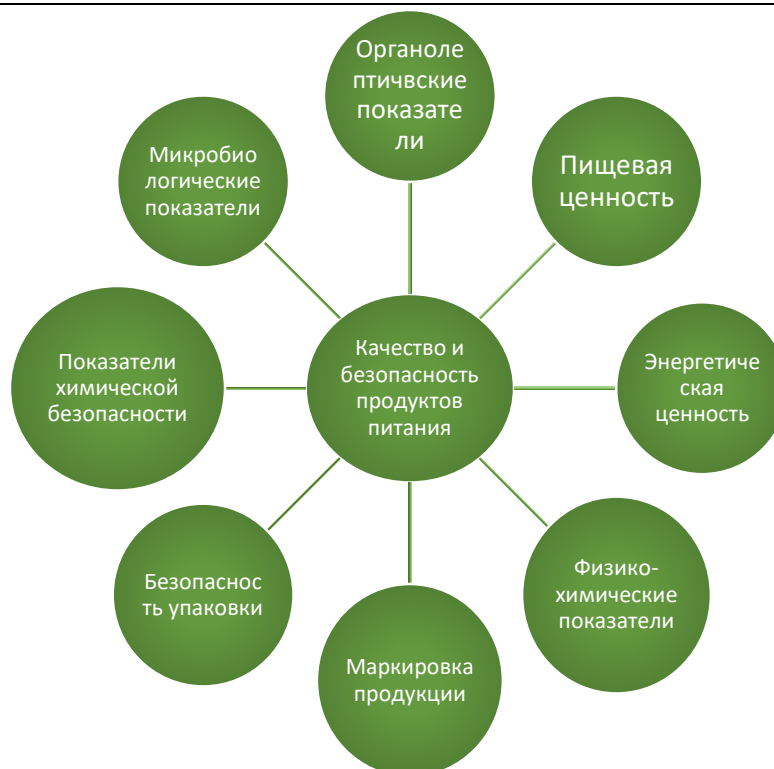 Органоле
птичвские
показате
ли
Пищевая
ценность
Энергетиче
ская
ценность
Физико-
химические
показатели
Маркировка
продукции
Безопаснос
ть упаковки
Показатели
химической
безопасности
Микробио
логические
показатели
Качество и
безопасность
продуктов
питания